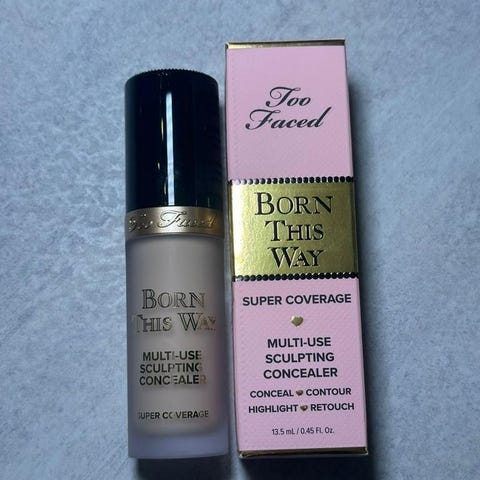 Too Faced
BORN
THIS WAY
MULTI-USE
SCULPTING
CONCEALER
SUPER COVERAGE
Too
Faced
BORN
THIS
WAY
SUPER COVERAGE
MULTI-USE
SCULPTING
CONCEALER
CONCEAL CONTOUR
HIGHLIGHT RETOUCH
13.5 mL / 0.45 Fl. Oz.